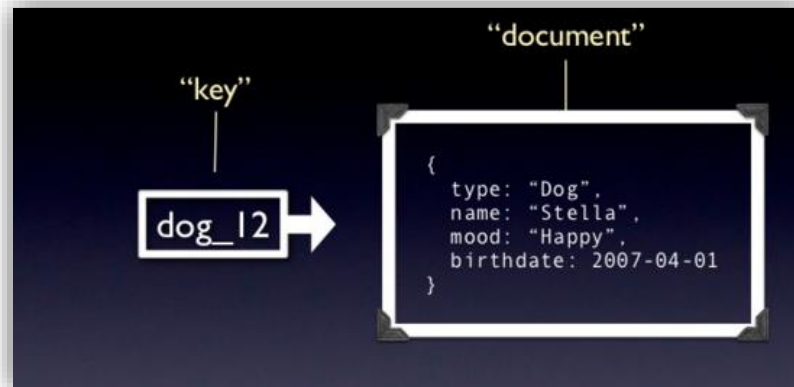 “document”
“key”
dog_12
{
type: “Dog”,
name: “Stella”,
mood: “Happy”,
birthdate: 2007-04-01
}